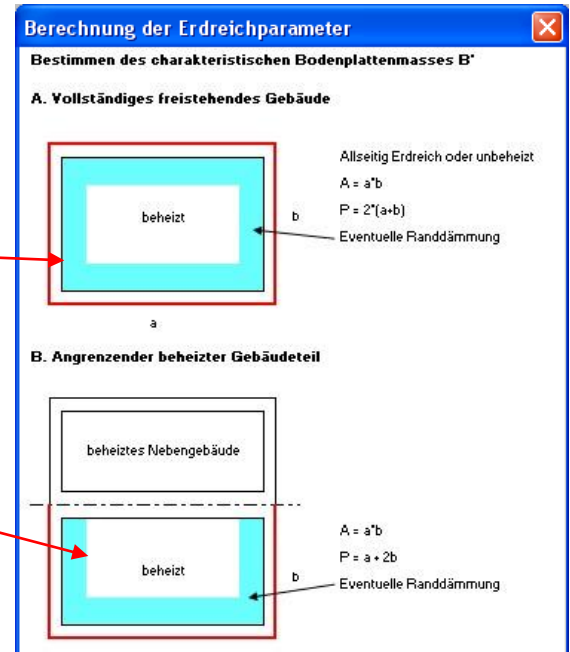 Berechnung der Erdreichparameter
Bestimmen des charakteristischen Bodenplattenmasses B'
A. Vollständiges freistehendes Gebäude
Allseitig Erdreich oder unbeheizt
A = a*b
beheizt
b
P = 2*(a+b)
Eventuelle Randdämmung
a
B. Angrenzender beheizter Gebäudeteil
beheiztes Nebengebäude
A = a*b
P = a + 2b
beheizt
b
Eventuelle Randdämmung